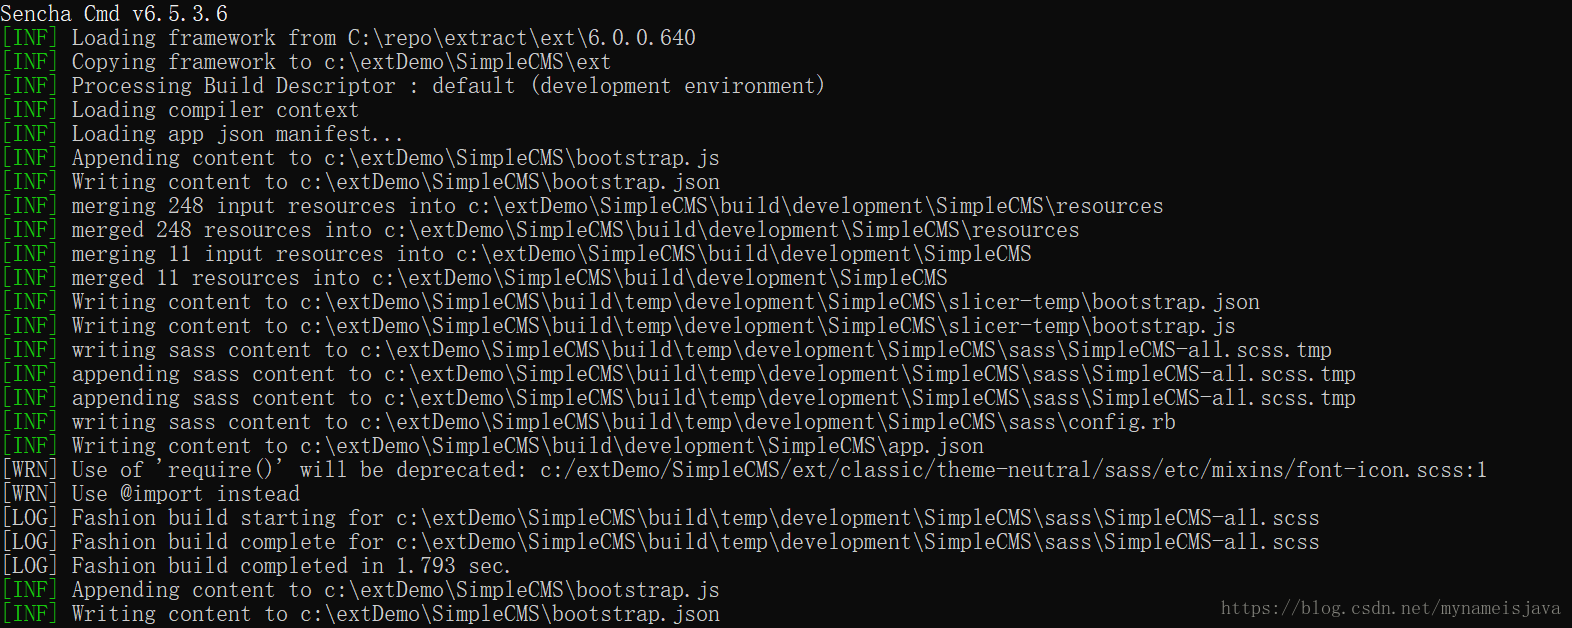 Sencha Cmd v6.5.3.6
[INF] Loading framework from C:\repo\extract\ext\6.0.0.640
[INF] Copying framework to c:\extDemo\SimpleCMS\ext
[INF] Processing Build Descriptor : default (development environment)
[INF] Loading compiler context
[INF] Loading app json manifest...
[INF] Appending content to c:\extDemo\SimpleCMS\bootstrap.js
[INF] Writing content to c:\extDemo\SimpleCMS\bootstrap.json
[INF] merging 248 input resources into c:\extDemo\SimpleCMS\build\development\SimpleCMS\resources
[INF] merged 248 resources into c:\extDemo\SimpleCMS\build\development\SimpleCMS\resources
[INF] merging 11 input resources into c:\extDemo\SimpleCMS\build\development\SimpleCMS
[INF] merged 11 resources into c:\extDemo\SimpleCMS\build\development\SimpleCMS
[INF] Writing content to c:\extDemo\SimpleCMS\build\temp\development\SimpleCMS\slicer-temp\bootstrap.json
[INF] Writing content to c:\extDemo\SimpleCMS\build\temp\development\SimpleCMS\slicer-temp\bootstrap.js
[INF] writing sass content to c:\extDemo\SimpleCMS\build\temp\development\SimpleCMS\sass\SimpleCMS-all.scss.tmp
[INF] appending sass content to c:\extDemo\SimpleCMS\build\temp\development\SimpleCMS\sass\SimpleCMS-all.scss.tmp
[INF] appending sass content to c:\extDemo\SimpleCMS\build\temp\development\SimpleCMS\sass\SimpleCMS-all.scss.tmp
[INF] writing sass content to c:\extDemo\SimpleCMS\build\temp\development\SimpleCMS\sass\config.rb
[INF] Writing content to c:\extDemo\SimpleCMS\build\development\SimpleCMS\app.json
[WRN] Use of 'require()' will be deprecated: c:/extDemo/SimpleCMS/ext/classic/theme-neutral/sass/etc/mixins/font-icon.scss:1
[WRN] Use @import instead
[LOG] Fashion build starting for c:\extDemo\SimpleCMS\build\temp\development\SimpleCMS\sass\SimpleCMS-all.scss
[LOG] Fashion build complete for c:\extDemo\SimpleCMS\build\temp\development\SimpleCMS\sass\SimpleCMS-all.scss
[LOG] Fashion build completed in 1.793 sec.
[INF] Appending content to c:\extDemo\SimpleCMS\bootstrap.js
[INF] Writing content to c:\extDemo\SimpleCMS\bootstrap.json
https://blog.csdn.net/mynameisjava